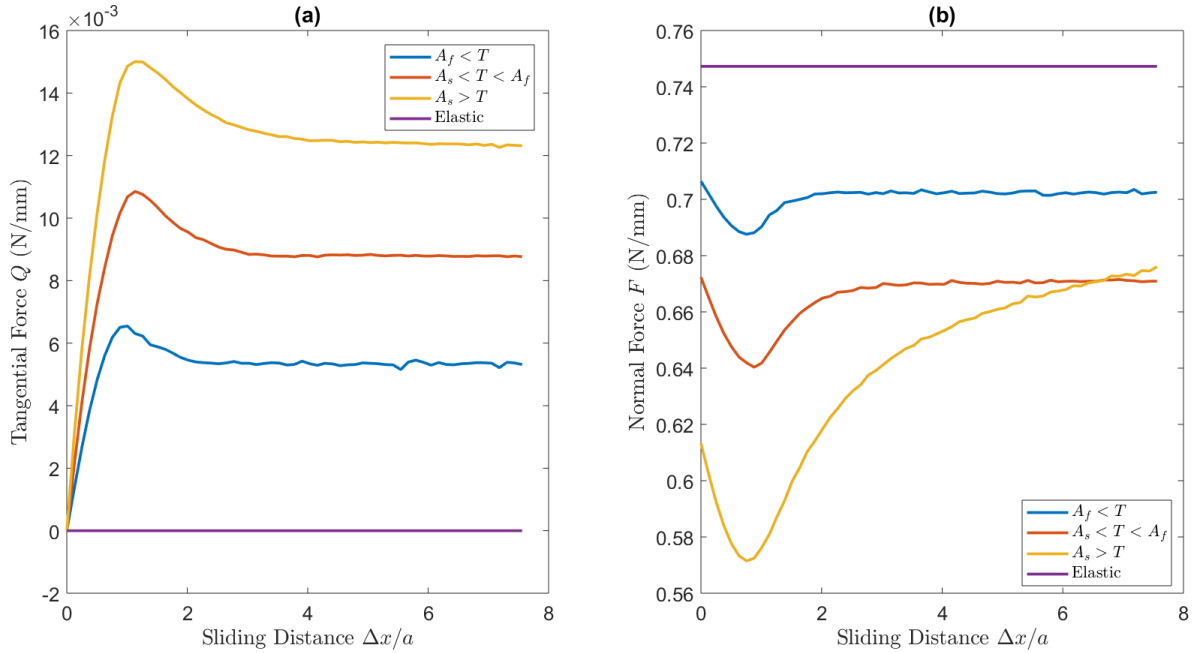 (a)
×10⁻³
16
14
12
10
8
6
4
2
0
-2
Tangential Force Q (N/mm)
A_f < T
A_s < T < A_f
A_s > T
Elastic
0 2 4 6 8
Sliding Distance Δx/a
(b)
0.76
0.74
0.72
0.7
0.68
0.66
0.64
0.62
0.6
0.58
0.56
Normal Force F (N/mm)
A_f < T
A_s < T < A_f
A_s > T
Elastic
0 2 4 6 8
Sliding Distance Δx/a